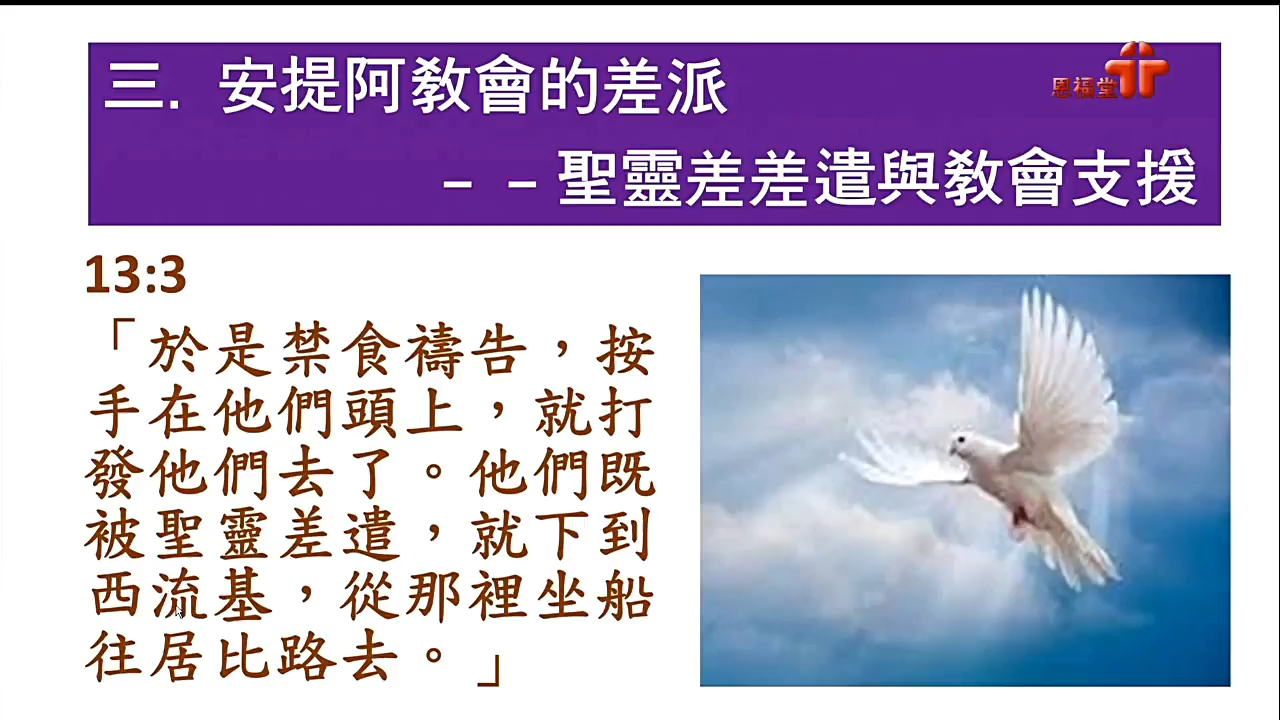 三. 安提阿教會的差派
恩福堂
– – 聖靈差差遣與教會支援
13:3
「於是禁食禱告，按
手在他們頭上，就打
發他們去了。他們既
被聖靈差遣，就下到
西流基，從那裡坐船
往居比路去。」